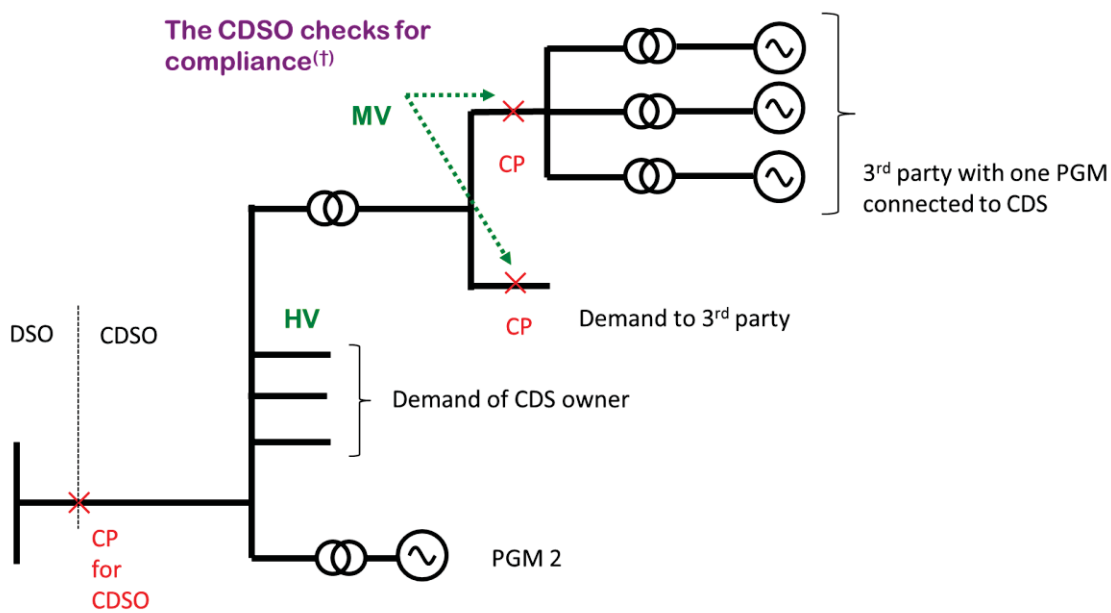 The CDSO checks for
compliance(†)
MV
CP
3rd party with one PGM
connected to CDS
CP
Demand to 3rd party
HV
DSO
CDSO
Demand of CDS owner
CP
for
CDSO
PGM 2